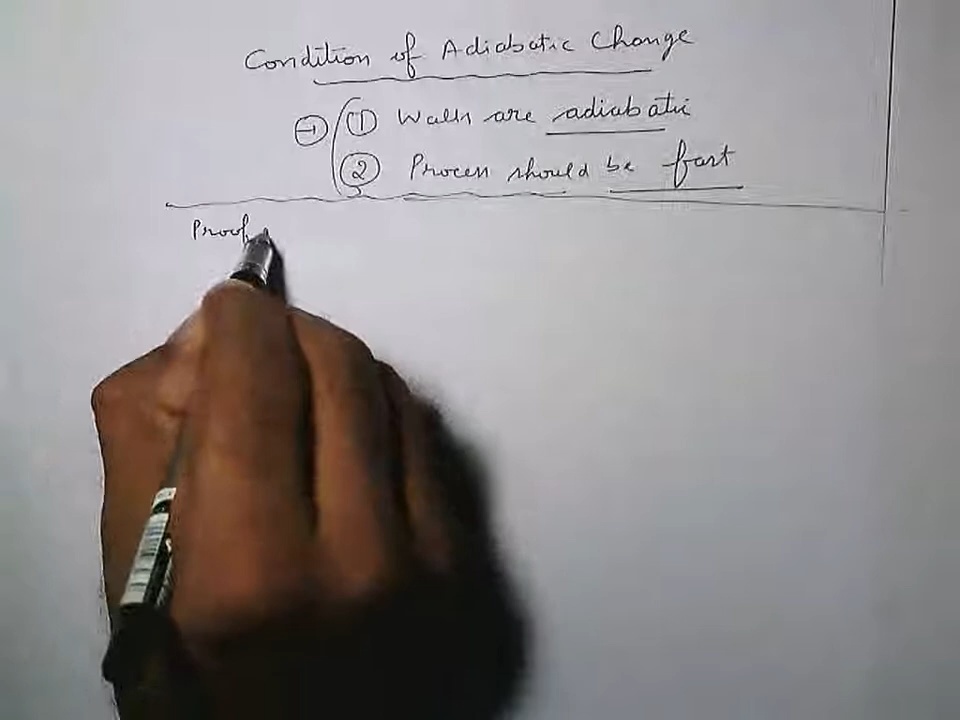 Condition of Adiabatic Change
→ ① Walls are adiabatic
② Process should be fast
Proof